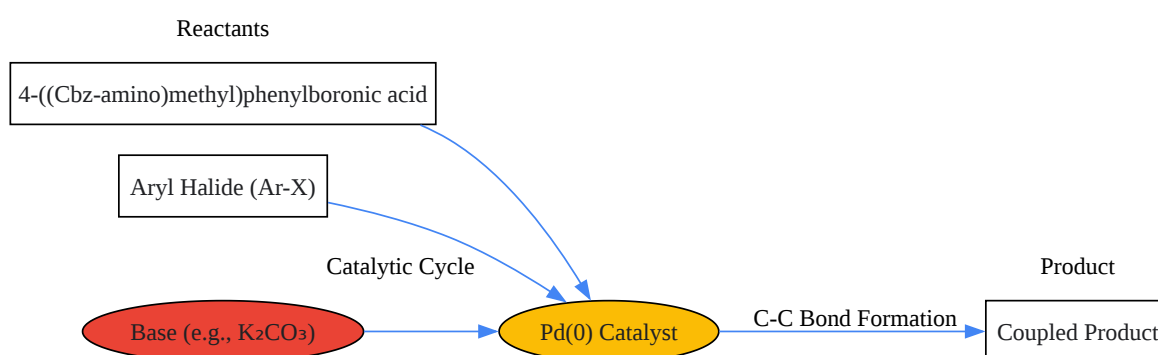 Reactants
4-((Cbz-amino)methyl)phenylboronic acid
Aryl Halide (Ar-X)
Catalytic Cycle
Product
Base (e.g., K₂CO₃)
Pd(0) Catalyst
C-C Bond Formation
Coupled Product